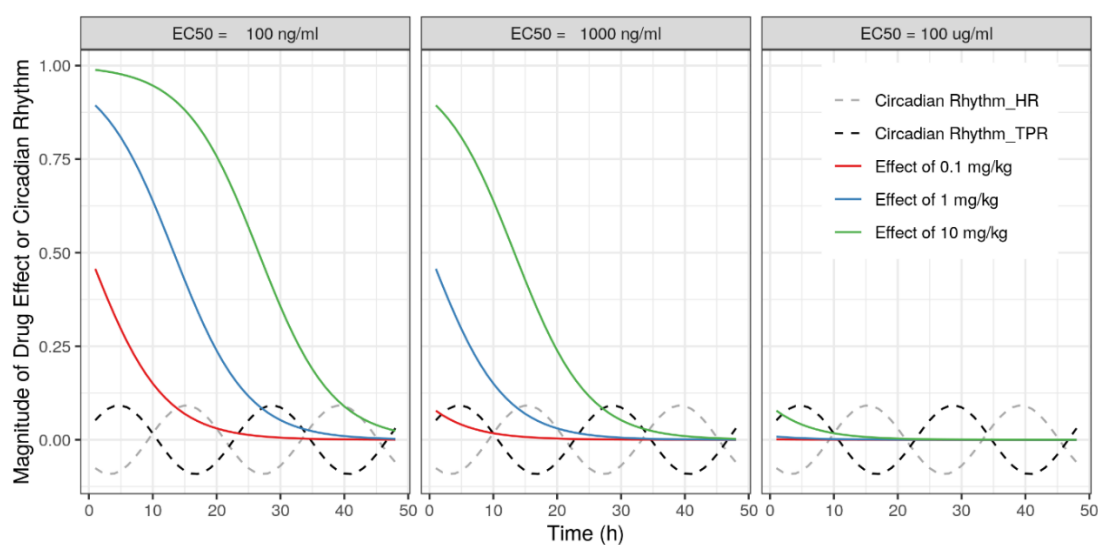 EC50 = 100 ng/ml
EC50 = 1000 ng/ml
EC50 = 100 ug/ml
Magnitude of Drug Effect or Circadian Rhythm
1.00
0.75
0.50
0.25
0.00
Circadian Rhythm_HR
Circadian Rhythm_TPR
Effect of 0.1 mg/kg
Effect of 1 mg/kg
Effect of 10 mg/kg
0 10 20 30 40 50
0 10 20 30 40 50
0 10 20 30 40 50
Time (h)